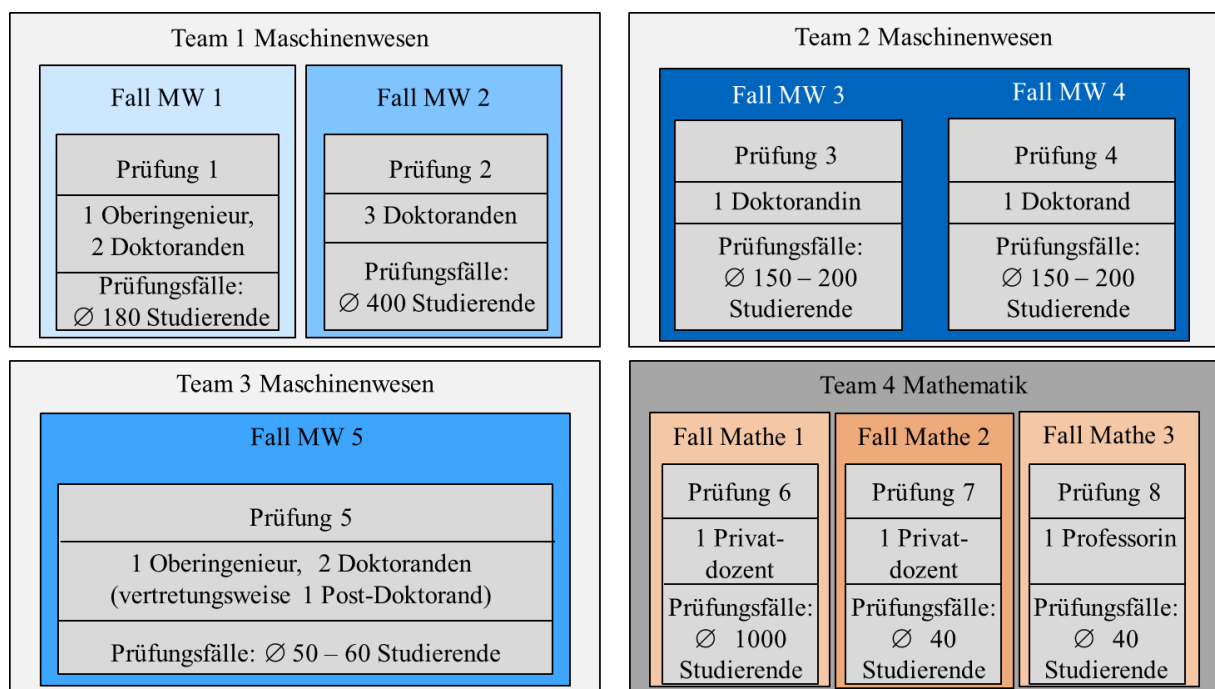 Team 1 Maschinenwesen
Fall MW 1
Prüfung 1
1 Oberingenieur,
2 Doktoranden
Prüfungsfälle:
∅ 180 Studierende
Fall MW 2
Prüfung 2
3 Doktoranden
Prüfungsfälle:
∅ 400 Studierende
Team 2 Maschinenwesen
Fall MW 3
Prüfung 3
1 Doktorandin
Prüfungsfälle:
∅ 150 – 200
Studierende
Fall MW 4
Prüfung 4
1 Doktorand
Prüfungsfälle:
∅ 150 – 200
Studierende
Team 3 Maschinenwesen
Fall MW 5
Prüfung 5
1 Oberingenieur, 2 Doktoranden
(vertretungsweise 1 Post-Doktorand)
Prüfungsfälle: ∅ 50 – 60 Studierende
Team 4 Mathematik
Fall Mathe 1
Prüfung 6
1 Privat-
dozent
Prüfungsfälle:
∅ 1000
Studierende
Fall Mathe 2
Prüfung 7
1 Privat-
dozent
Prüfungsfälle:
∅ 40
Studierende
Fall Mathe 3
Prüfung 8
1 Professorin
Prüfungsfälle:
∅ 40
Studierende